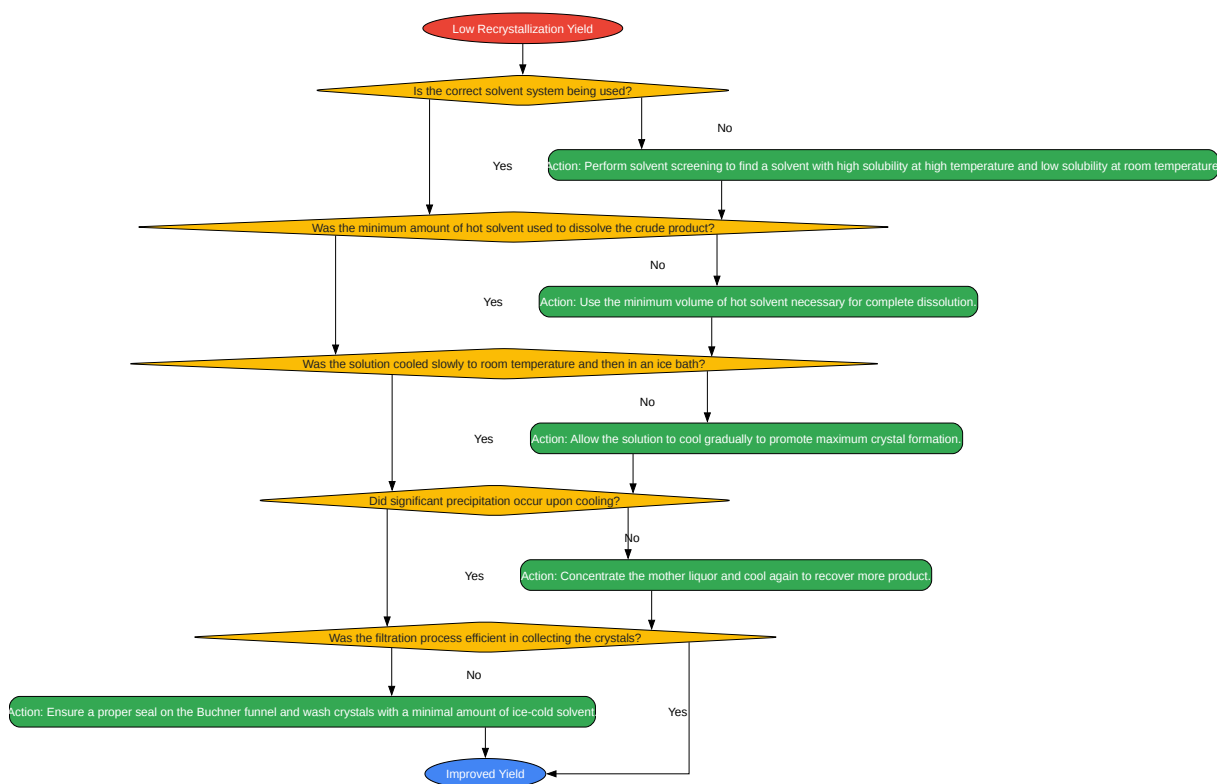 Low Recrystallization Yield
Is the correct solvent system being used?
No
Yes
Action: Perform solvent screening to find a solvent with high solubility at high temperature and low solubility at room temperature.
Was the minimum amount of hot solvent used to dissolve the crude product?
No
Yes
Action: Use the minimum volume of hot solvent necessary for complete dissolution.
Was the solution cooled slowly to room temperature and then in an ice bath?
No
Yes
Action: Allow the solution to cool gradually to promote maximum crystal formation.
Did significant precipitation occur upon cooling?
No
Yes
Action: Concentrate the mother liquor and cool again to recover more product.
Was the filtration process efficient in collecting the crystals?
No
Action: Ensure a proper seal on the Buchner funnel and wash crystals with a minimal amount of ice-cold solvent.
Yes
Improved Yield